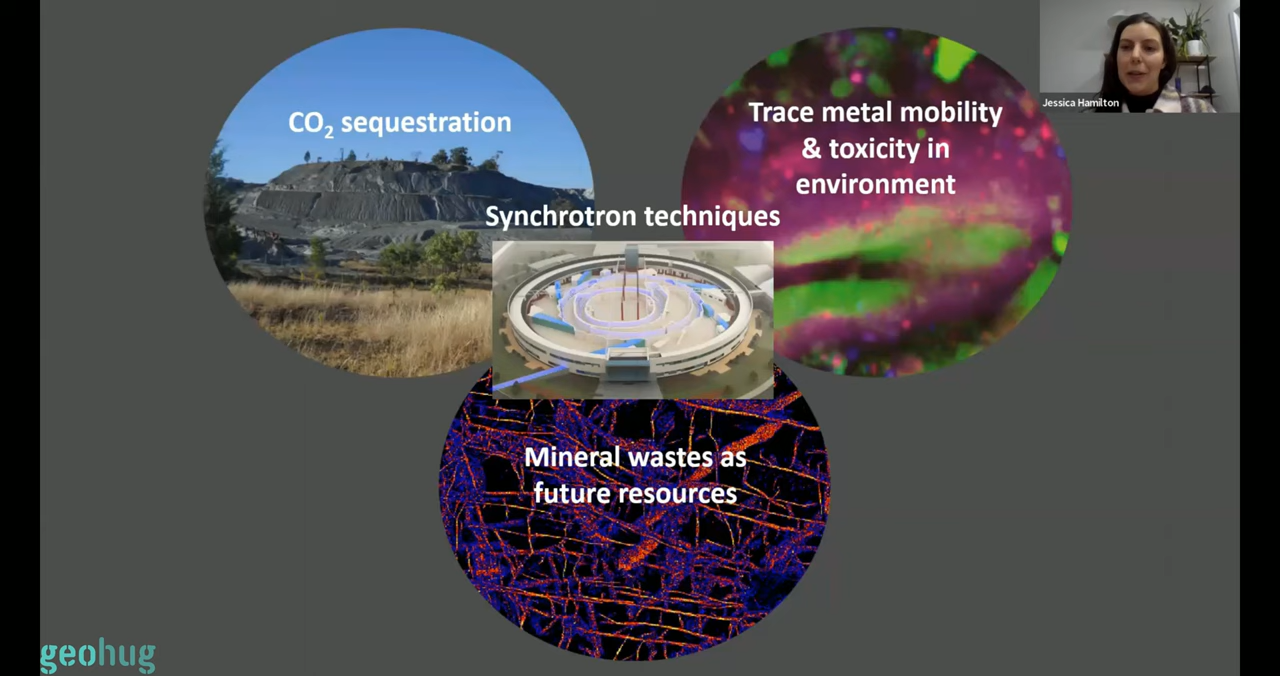 CO₂ sequestration
Trace metal mobility
& toxicity in
environment
Jessica Hamilton
Synchrotron techniques
Mineral wastes as
future resources
geohug